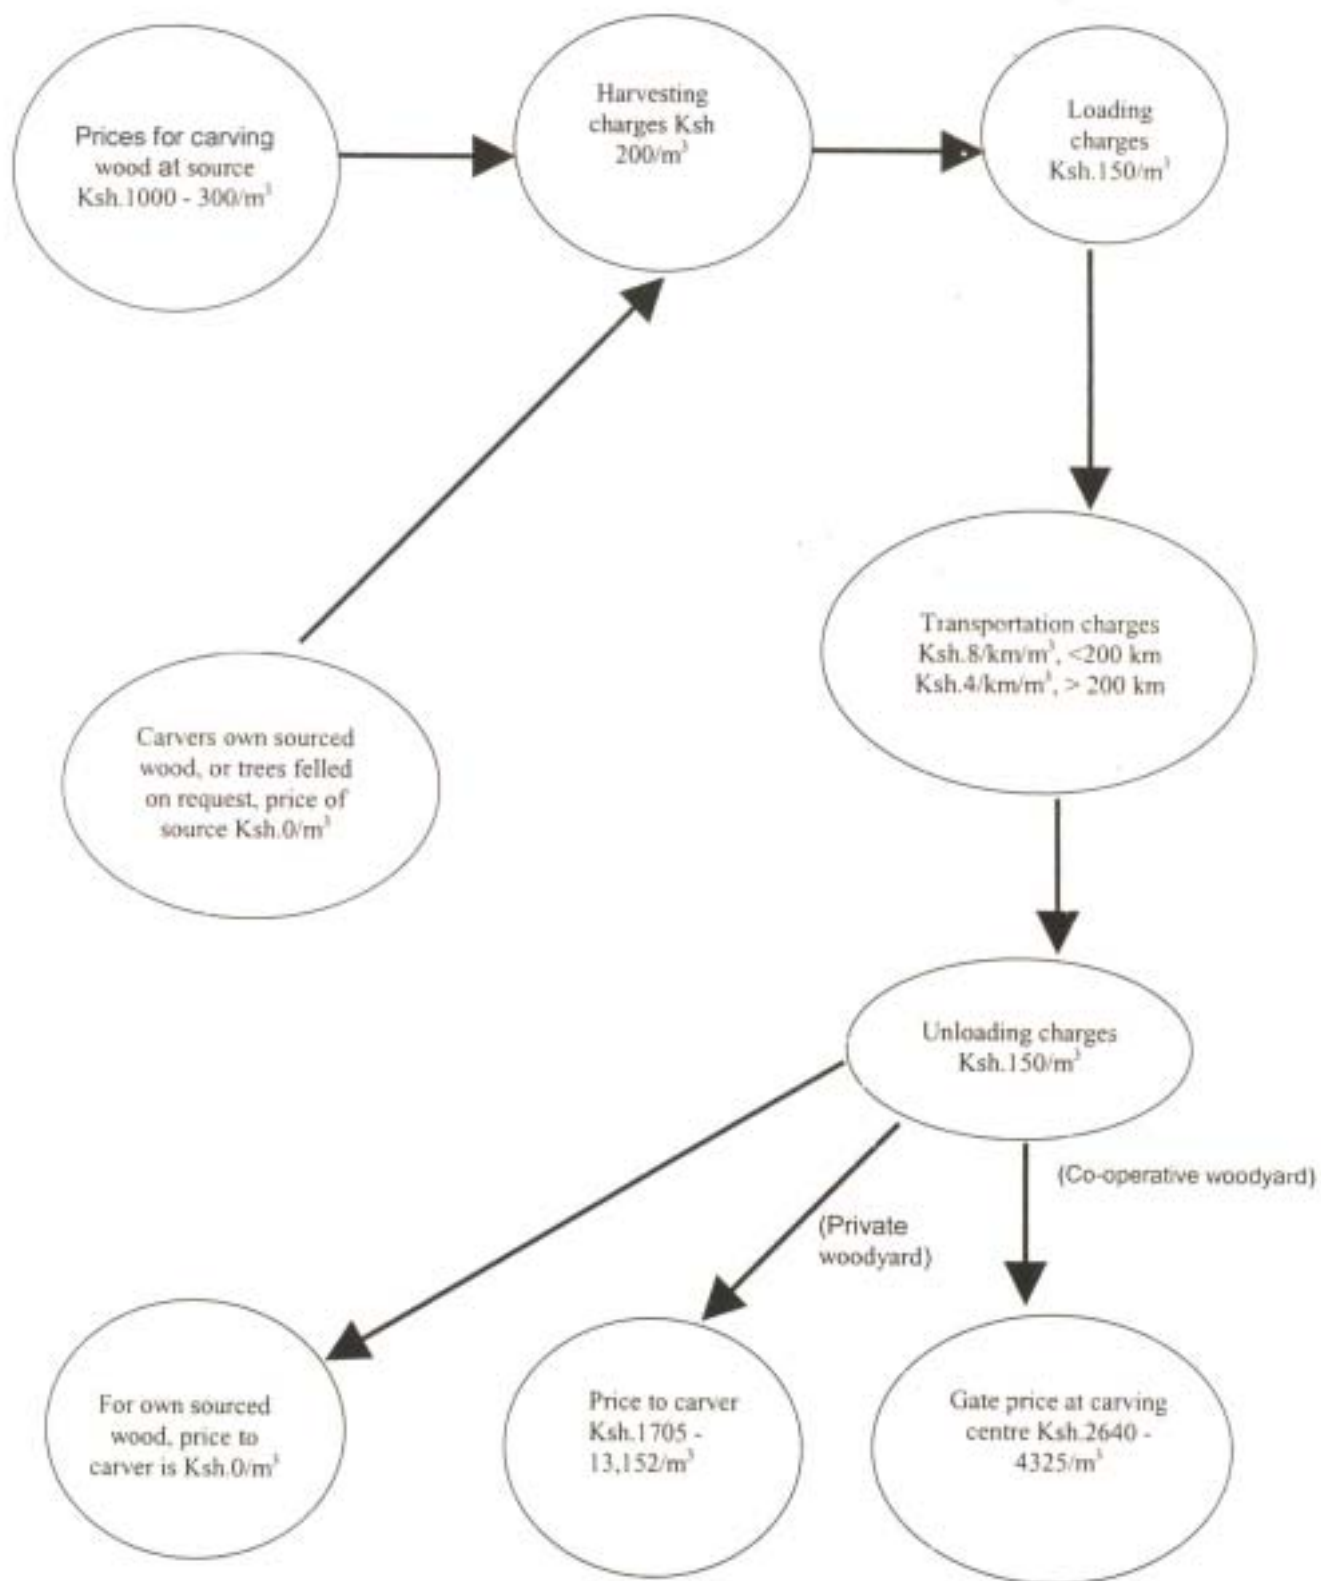 Prices for carving
wood at source
Ksh.1000 - 300/m³
Harvesting
charges Ksh
200/m³
Loading
charges
Ksh.150/m³
Transportation charges
Ksh.8/km/m³, <200 km
Ksh.4/km/m³, > 200 km
Carvers own sourced
wood, or trees felled
on request, price of
source Ksh.0/m³
Unloading charges
Ksh.150/m³
(Co-operative woodyard)
(Private
woodyard)
For own sourced
wood, price to
carver is Ksh.0/m³
Price to carver
Ksh.1705 -
13,152/m³
Gate price at carving
centre Ksh.2640 -
4325/m³